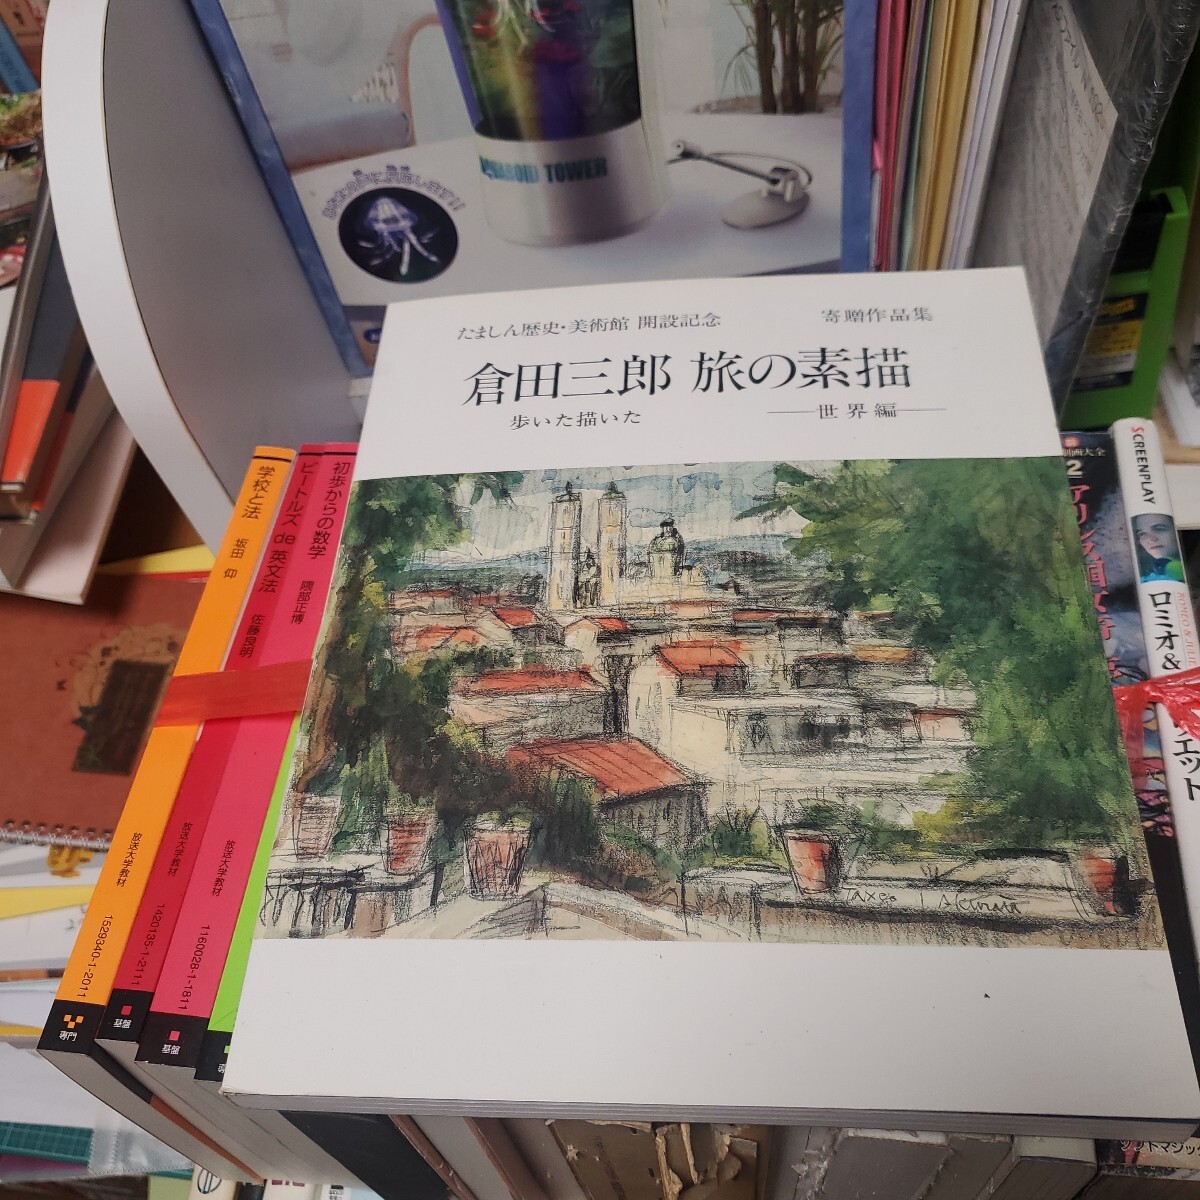 AQUAROID TOWER
たましん歴史・美術館 開設記念
寄贈作品集
倉田三郎 旅の素描
歩いた描いた
世界編
Taxco
学校と法 坂田 仰
放送大学教材
1529340-1-2011
専門
ビートルズ de 英文法 佐藤良明
放送大学教材
1420135-1-2111
基盤
初歩からの数学 隈部正博
放送大学教材
1160028-1-1811
基盤
2
SCREENPLAY
ROMEO & JULIET
ロミオ&
エット